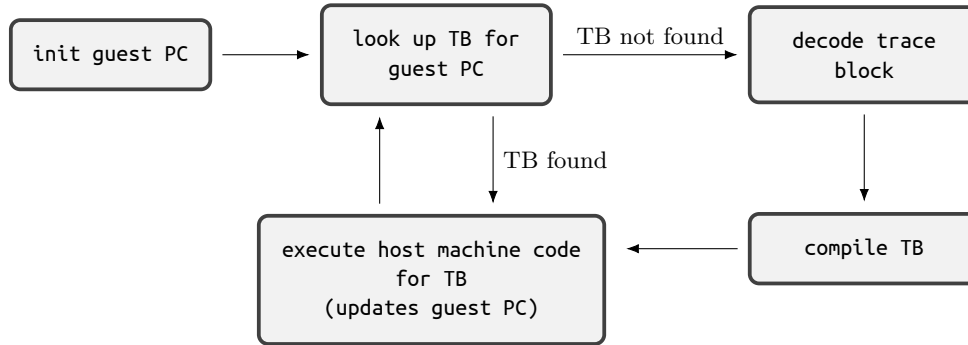 init guest PC
look up TB for
guest PC
TB not found
decode trace
block
TB found
execute host machine code
for TB
(updates guest PC)
compile TB